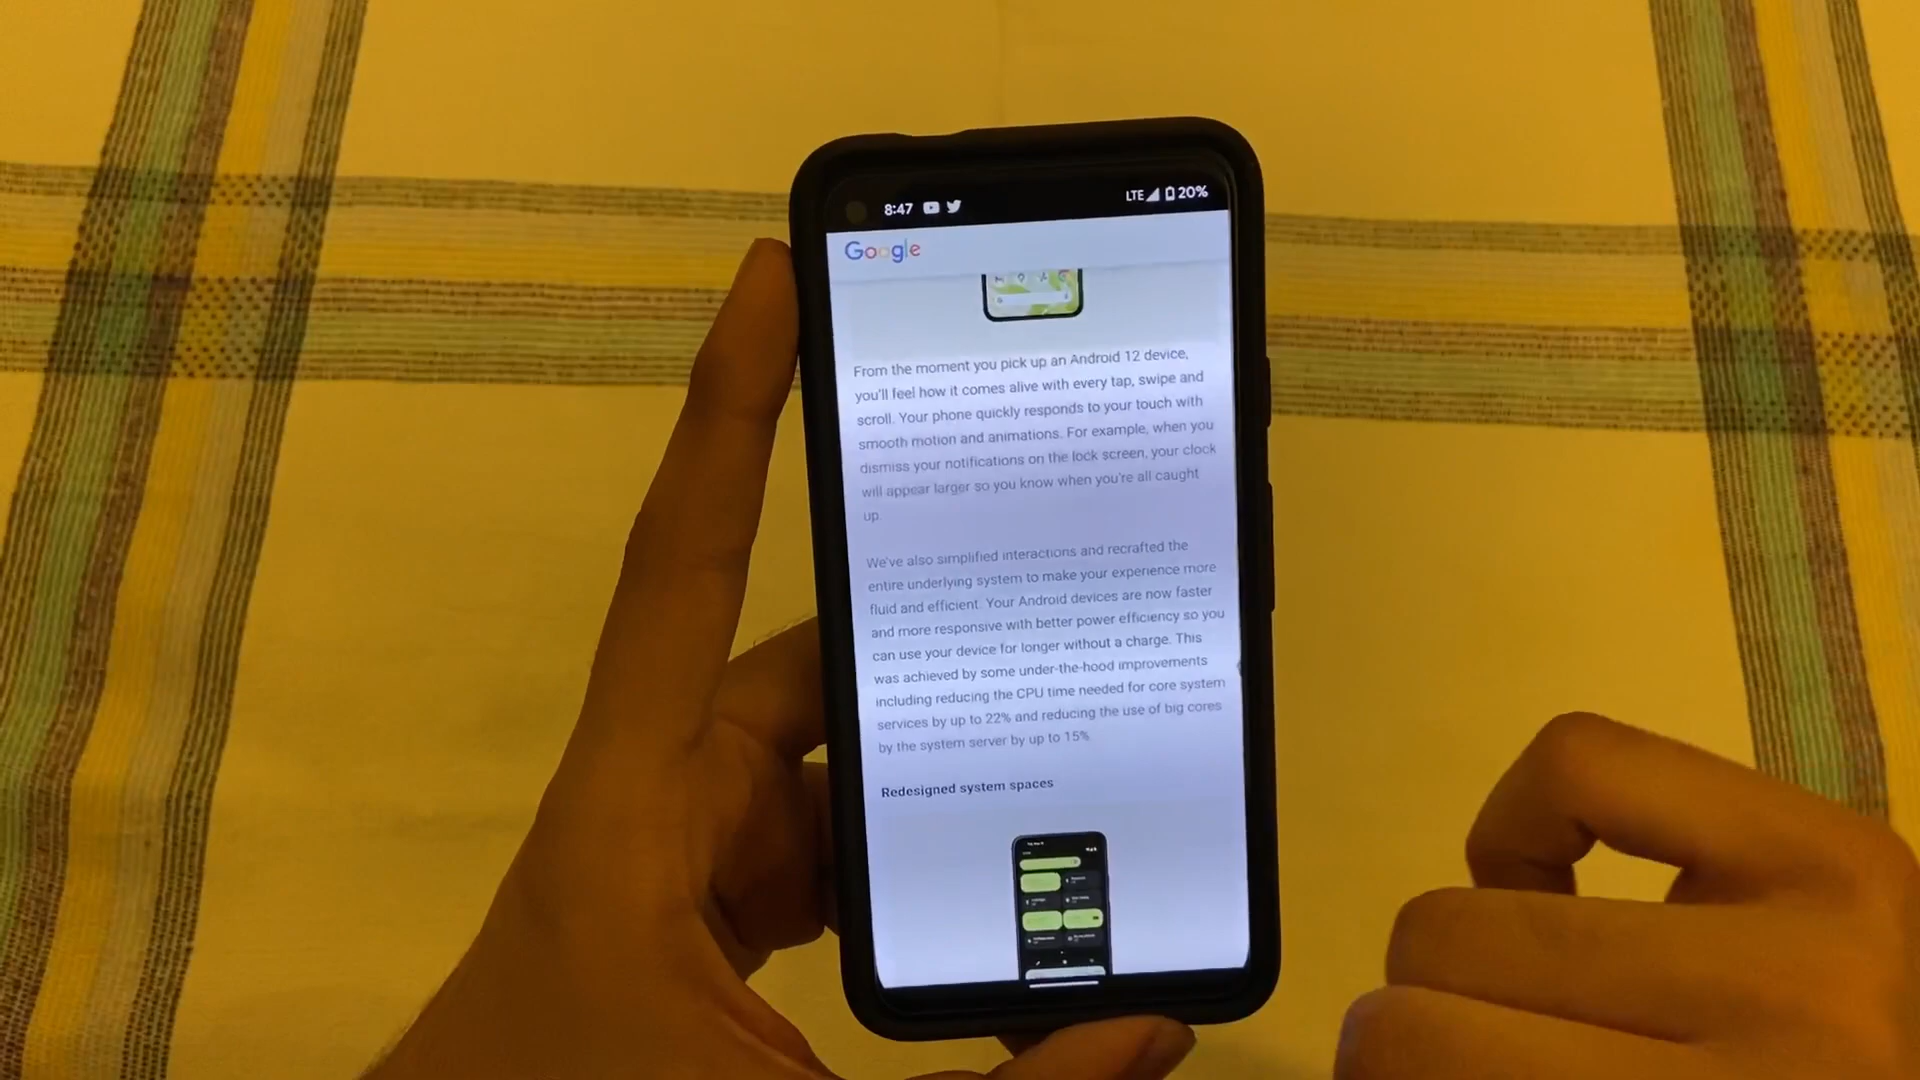 8:47
LTE 20%
Google
From the moment you pick up an Android 12 device,
you'll feel how it comes alive with every tap, swipe and
scroll. Your phone quickly responds to your touch with
smooth motion and animations. For example, when you
dismiss your notifications on the lock screen, your clock
will appear larger so you know when you're all caught
up.
We've also simplified interactions and recrafted the
entire underlying system to make your experience more
fluid and efficient. Your Android devices are now faster
and more responsive with better power efficiency so you
can use your device for longer without a charge. This
was achieved by some under-the-hood improvements
including reducing the CPU time needed for core system
services by up to 22% and reducing the use of big cores
by the system server by up to 15%
Redesigned system spaces